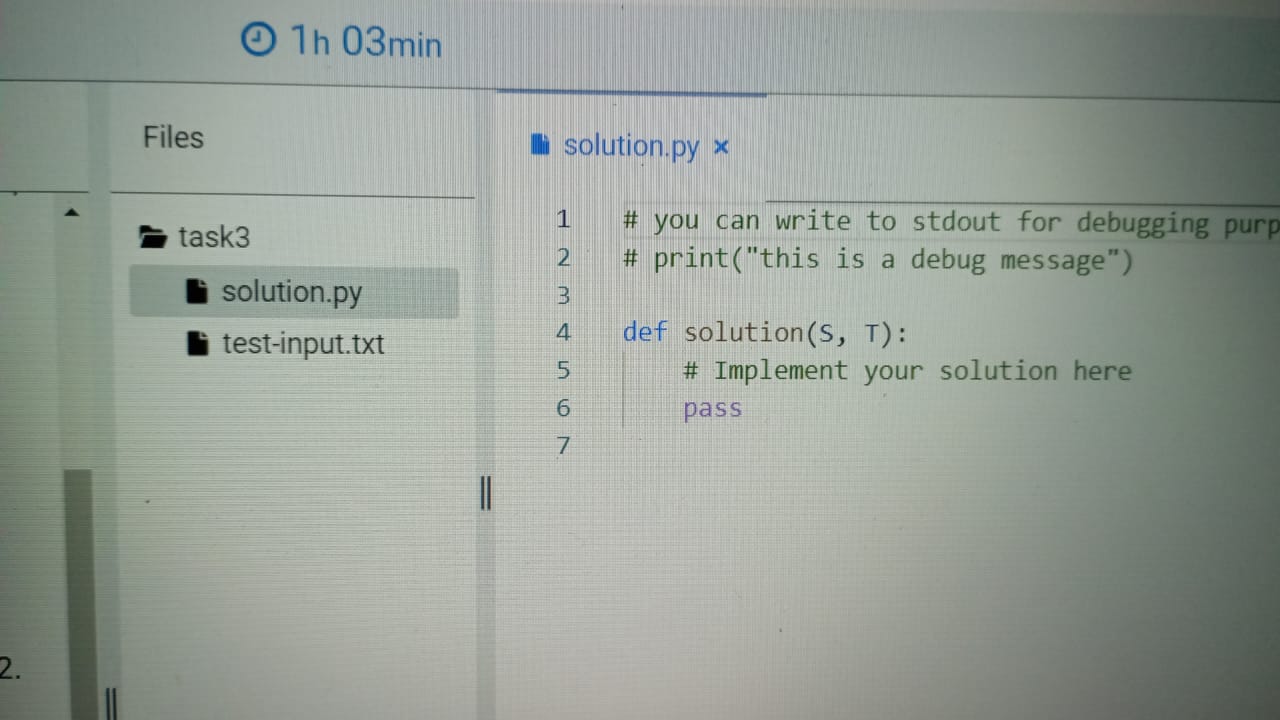 1h 03min
Files
task3
solution.py
test-input.txt
2.
solution.py ×
1 # you can write to stdout for debugging purp
2 # print("this is a debug message")
3
4 def solution(S, T):
5     # Implement your solution here
6     pass
7